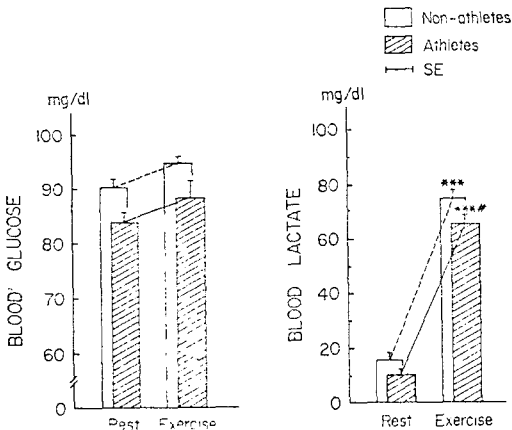 Non-athletes
Athletes
SE
mg/dl
100
90
80
70
60
0
BLOOD' GLUCOSE
Rest Exercise
mg/dl
100
80
60
40
20
0
BLOOD LACTATE
***
***#
Rest Exercise